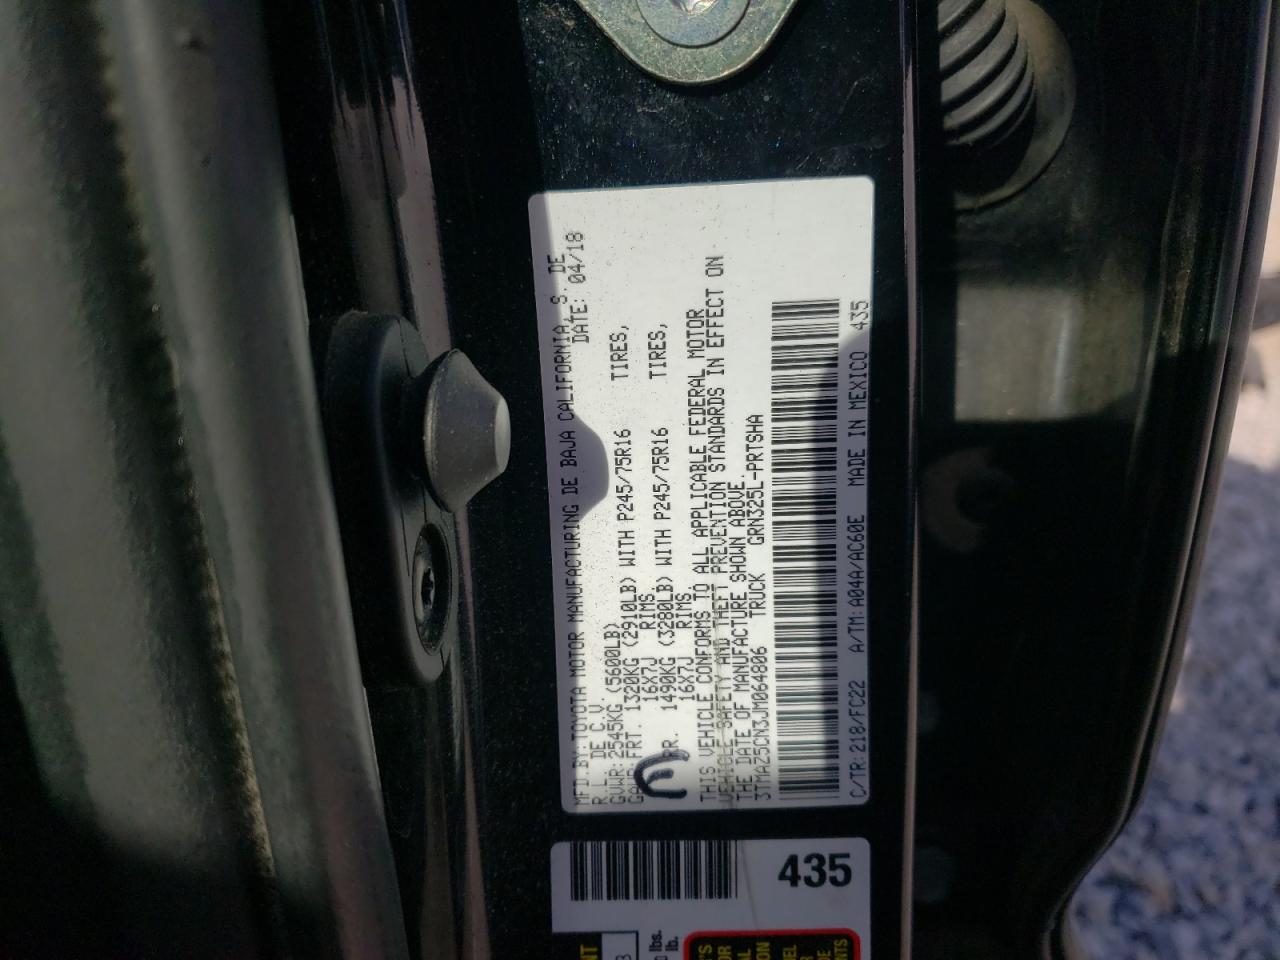 MFD.BY:TOYOTA MOTOR MANUFACTURING DE BAJA CALIFORNIA, S. DE
R.L. DE C.V. DATE: 04/18
GVWR:2545KG (5600LB)
GAWR:FRT. 1320KG (2910LB) WITH P245/75R16 TIRES,
16X7J RIMS,
RR. 1490KG (3280LB) WITH P245/75R16 TIRES,
16X7J RIMS,
THIS VEHICLE CONFORMS TO ALL APPLICABLE FEDERAL MOTOR
VEHICLE SAFETY AND THEFT PREVENTION STANDARDS IN EFFECT ON
THE DATE OF MANUFACTURE SHOWN ABOVE.
3TMAZ5CN3JM064806 TRUCK GRN325L-PRTSHA
C/TR:218/FC22 A/TM:A04A/AC60E MADE IN MEXICO 435
435